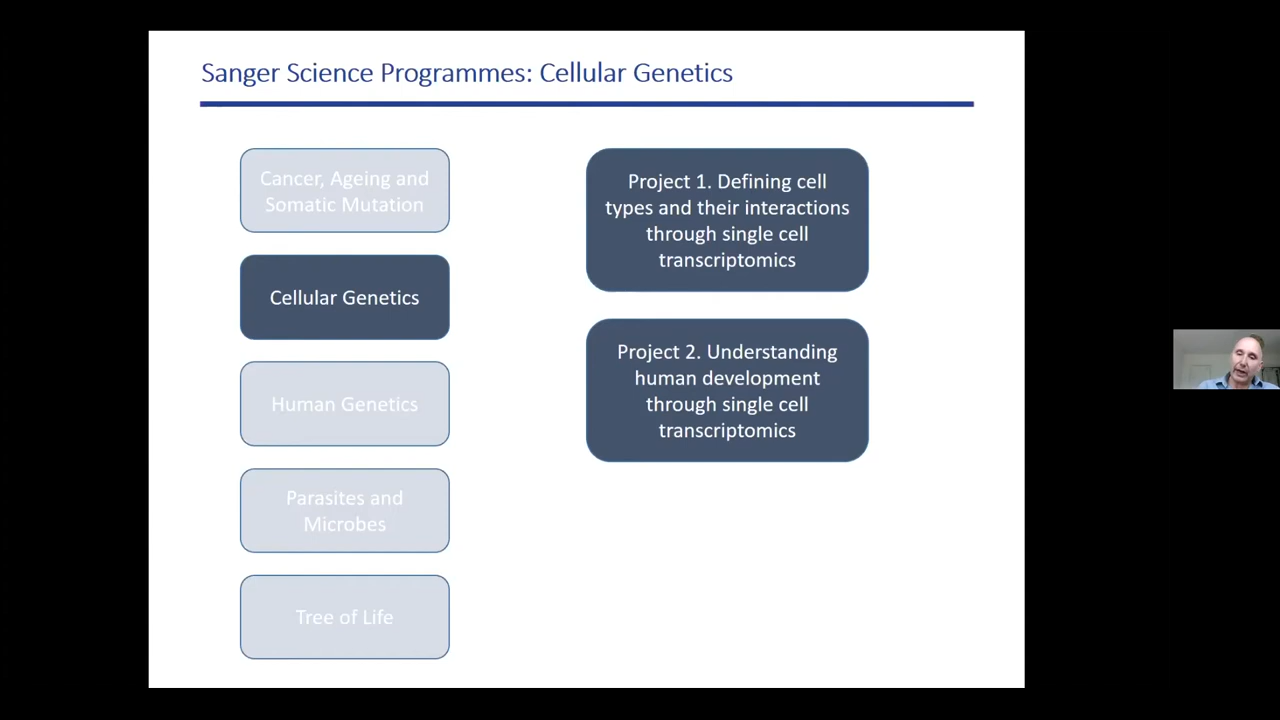 Sanger Science Programmes: Cellular Genetics
Cancer, Ageing and
Somatic Mutation
Cellular Genetics
Human Genetics
Parasites and
Microbes
Tree of Life
Project 1. Defining cell
types and their interactions
through single cell
transcriptomics
Project 2. Understanding
human development
through single cell
transcriptomics